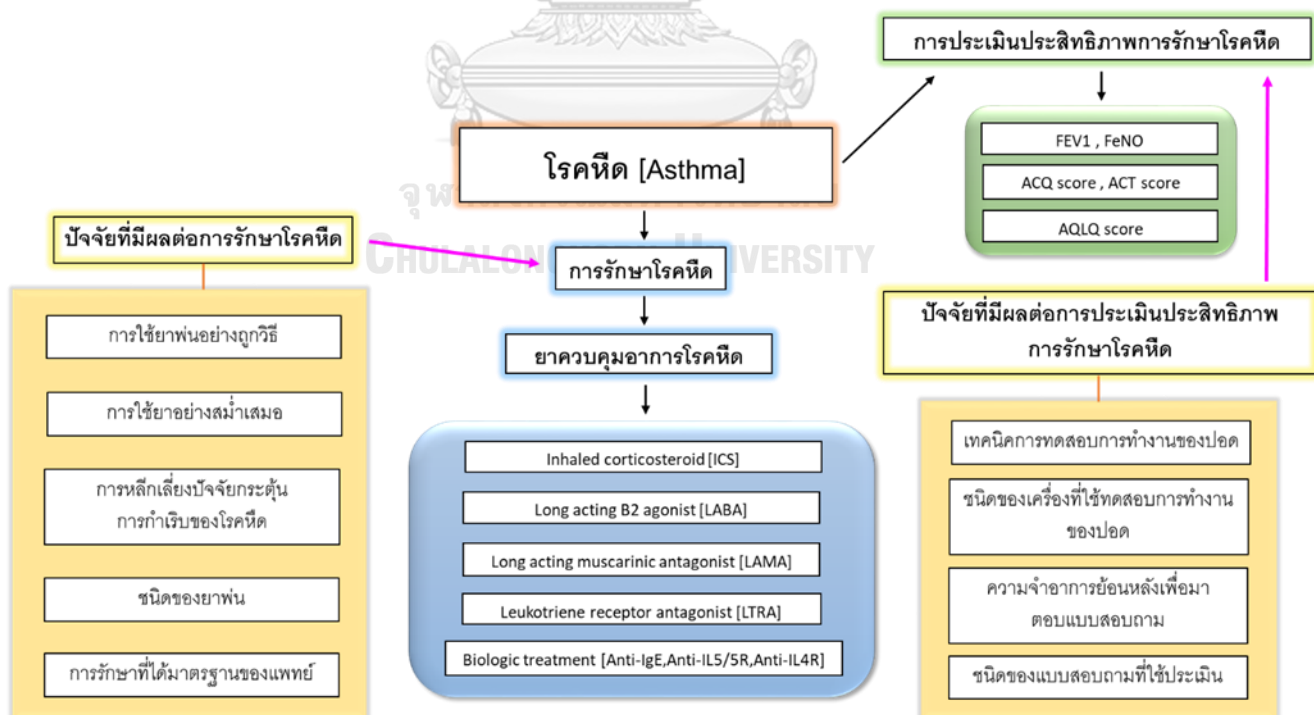 การประเมินประสิทธิภาพการรักษาโรคหืด
FEV1 , FeNO
ACQ score , ACT score
AQLQ score
โรคหืด [Asthma]
CHULALONGKORN UNIVERSITY
ปัจจัยที่มีผลต่อการรักษาโรคหืด
การใช้ยาพ่นอย่างถูกวิธี
การใช้ยาอย่างสม่ำเสมอ
การหลีกเลี่ยงปัจจัยกระตุ้น
การกำเริบของโรคหืด
ชนิดของยาพ่น
การรักษาที่ได้มาตรฐานของแพทย์
การรักษาโรคหืด
ยาควบคุมอาการโรคหืด
Inhaled corticosteroid [ICS]
Long acting B2 agonist [LABA]
Long acting muscarinic antagonist [LAMA]
Leukotriene receptor antagonist [LTRA]
Biologic treatment [Anti-IgE,Anti-IL5/5R,Anti-IL4R]
ปัจจัยที่มีผลต่อการประเมินประสิทธิภาพ
การรักษาโรคหืด
เทคนิคการทดสอบการทำงานของปอด
ชนิดของเครื่องที่ใช้ทดสอบการทำงาน
ของปอด
ความจำอาการย้อนหลังเพื่อมา
ตอบแบบสอบถาม
ชนิดของแบบสอบถามที่ใช้ประเมิน